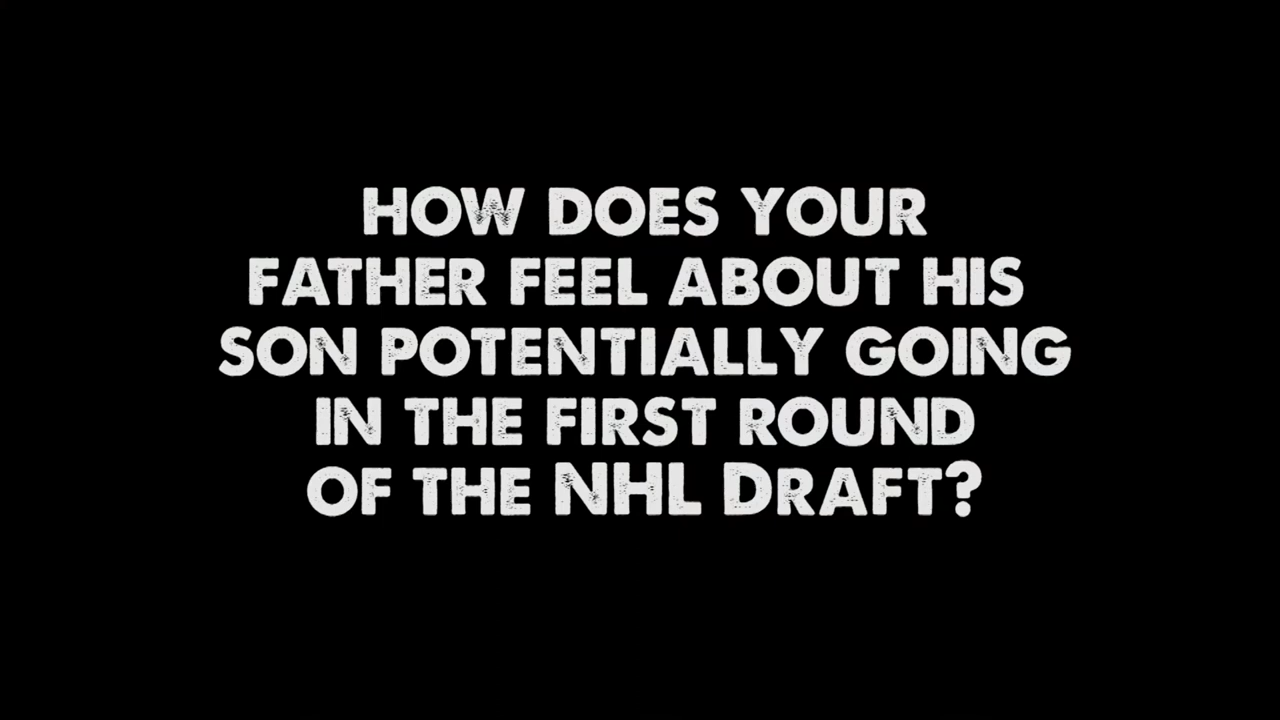 HOW DOES YOUR
FATHER FEEL ABOUT HIS
SON POTENTIALLY GOING
IN THE FIRST ROUND
OF THE NHL DRAFT?